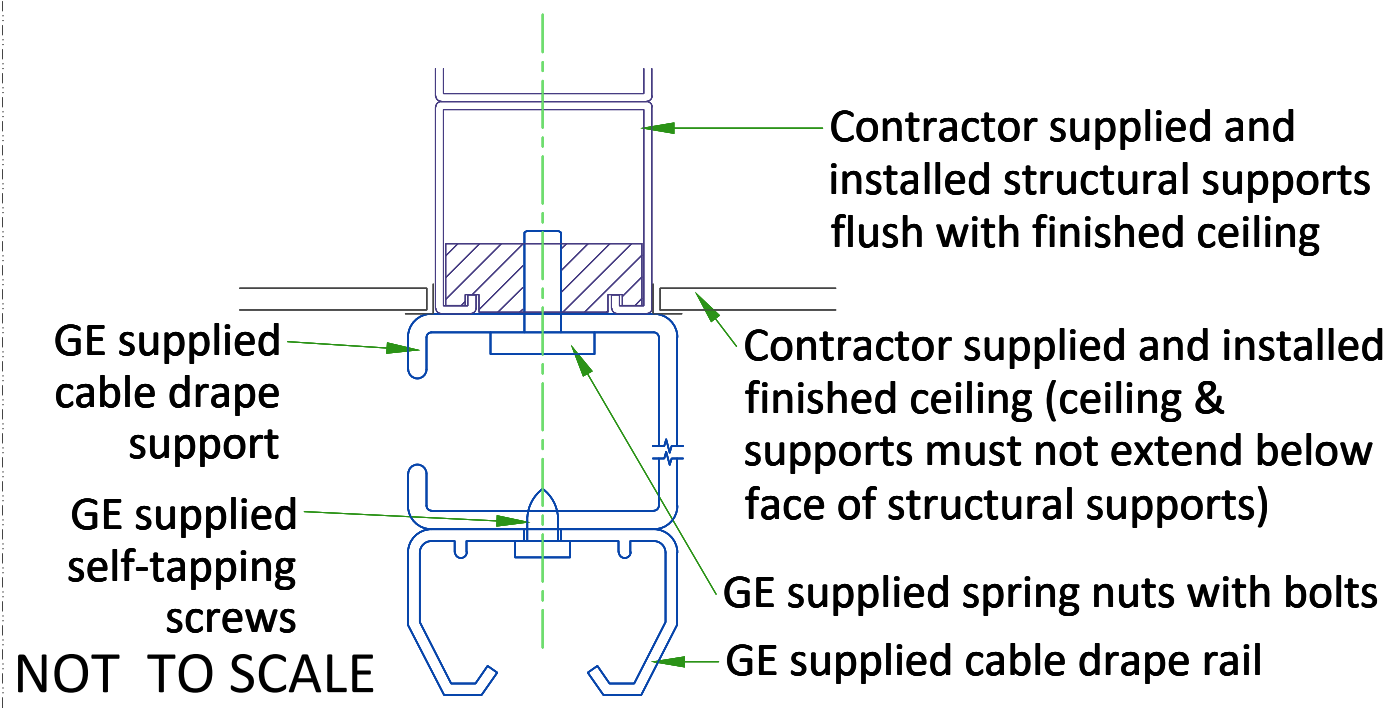 Contractor supplied and
installed structural supports
flush with finished ceiling
GE supplied
cable drape
support
Contractor supplied and installed
finished ceiling (ceiling &
supports must not extend below
face of structural supports)
GE supplied
self-tapping
screws
GE supplied spring nuts with bolts
GE supplied cable drape rail
NOT TO SCALE